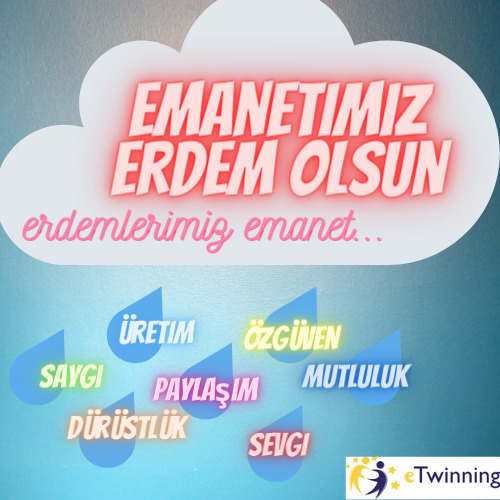 EMANETIMIZ
ERDEM OLSUN
erdemlerimiz emanet...
ÜRETIM
ÖZGÜVEN
SAYGI
PAYLAŞIM
MUTLULUK
DÜRÜSTLÜK
SEVGI
eTwinning